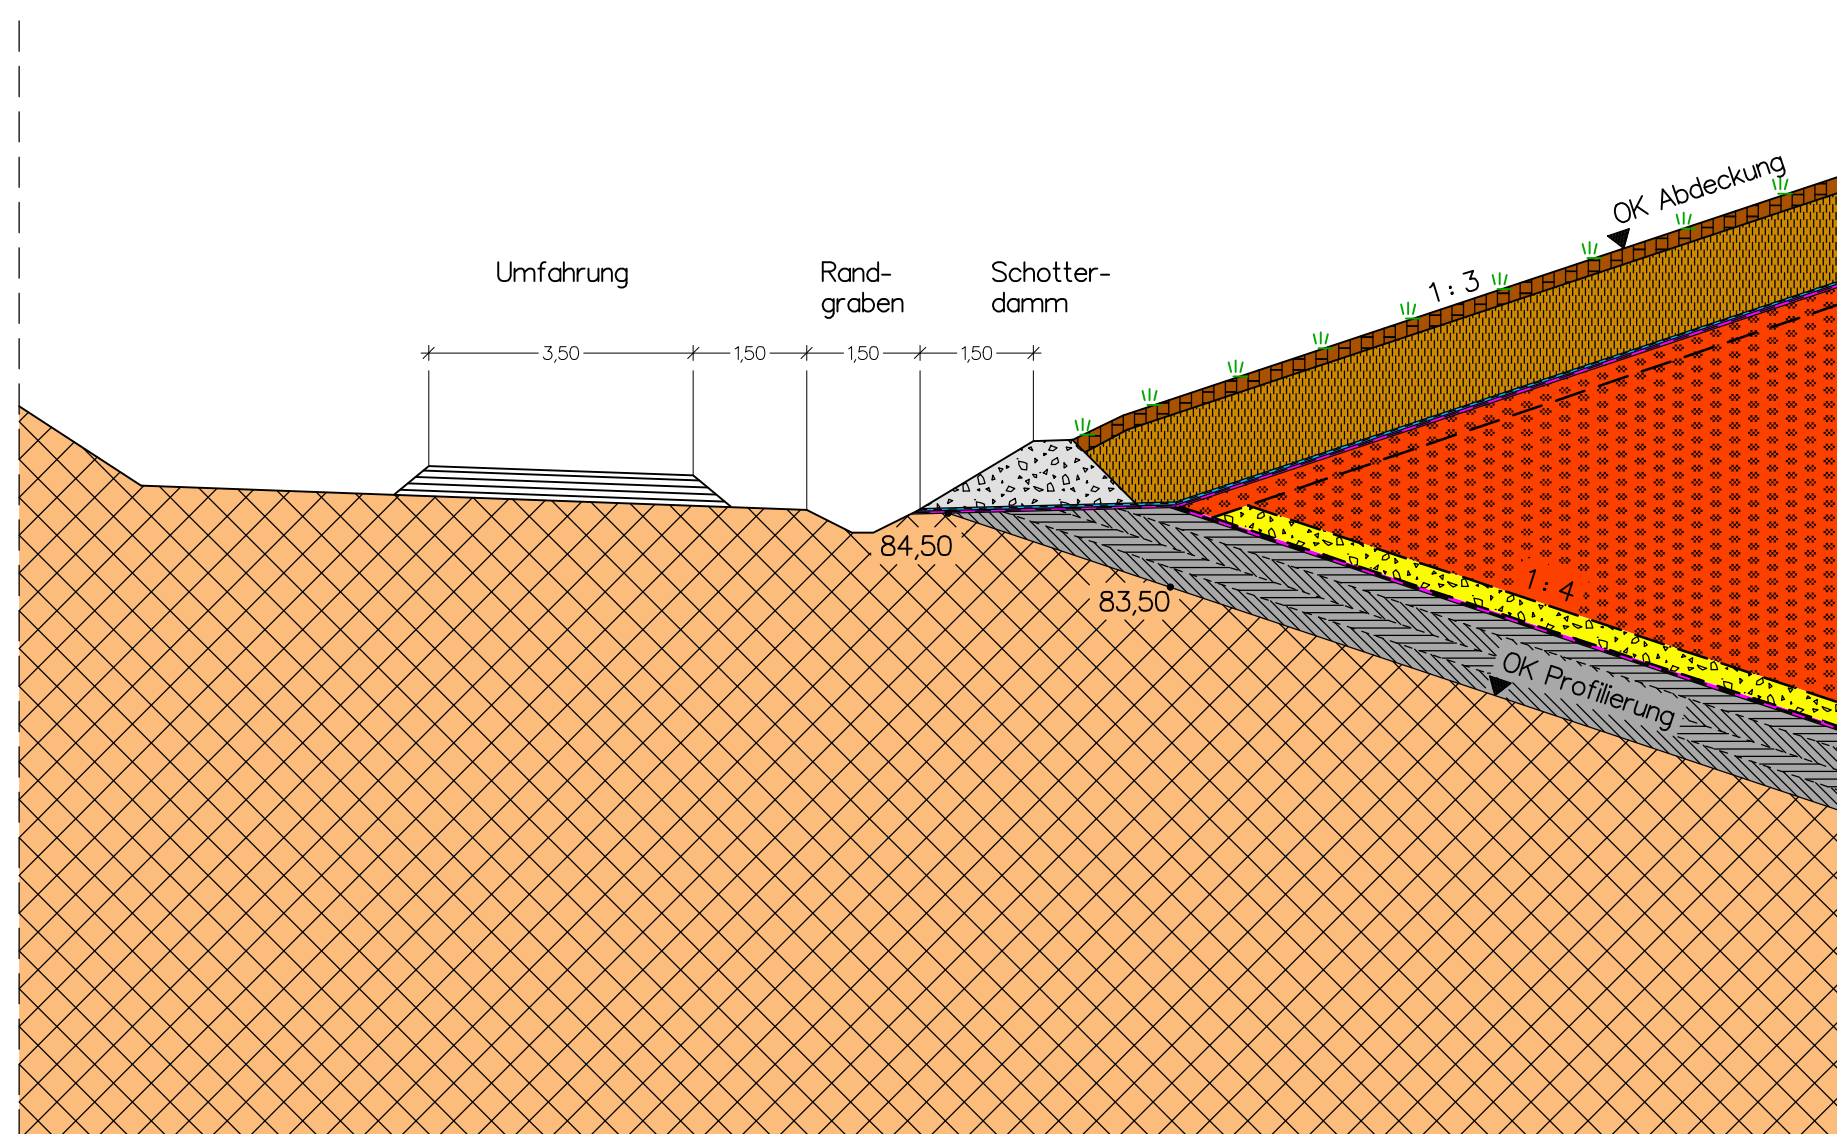 OK Abdeckung
1:3
Umfahrung
Rand-
graben
Schotter-
damm
3,50
1,50
1,50
1,50
84,50
83,50
1:4
OK Profilierung